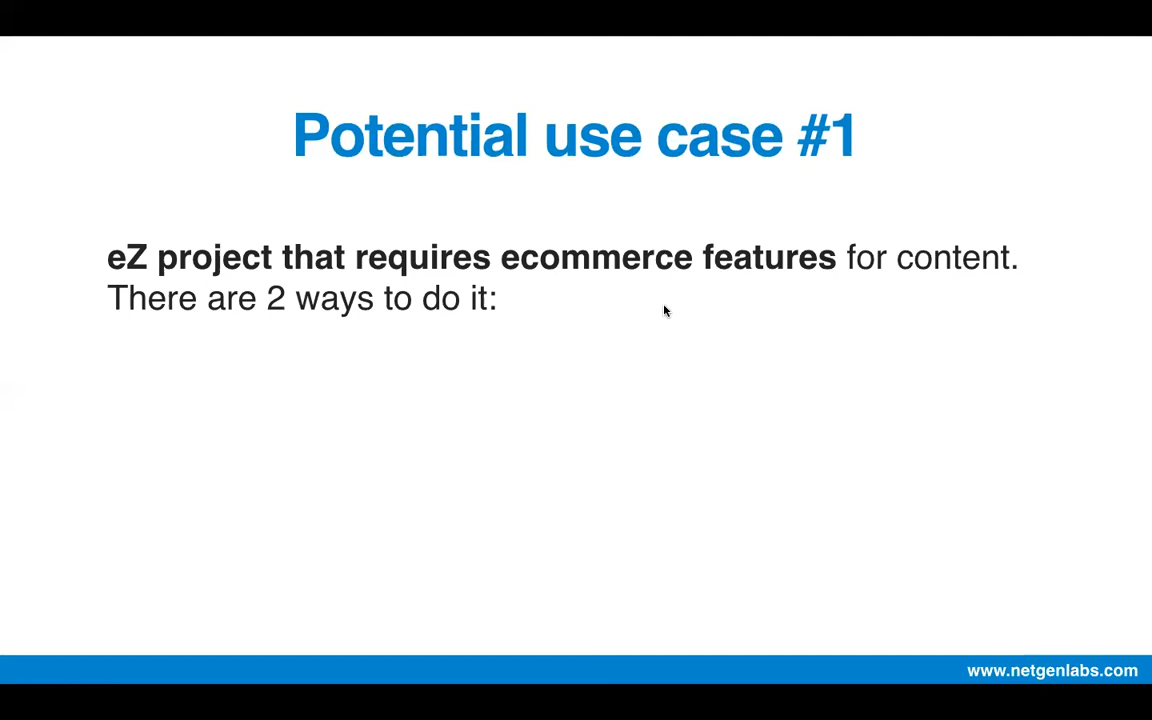 Potential use case #1
eZ project that requires ecommerce features for content.
There are 2 ways to do it:
www.netgenlabs.com